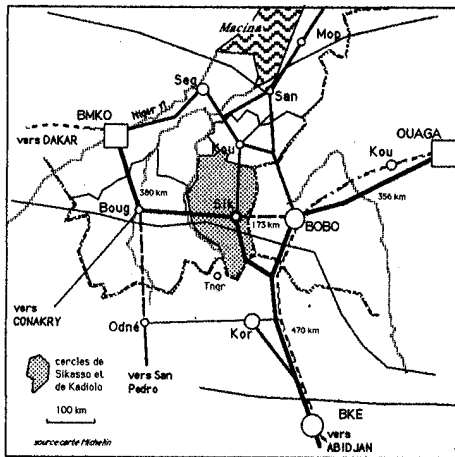 Macina
Mop
Seg
San
BMKO
Niger
OUAGA
Kou
vers DAKAR
Kou
380 km
356 km
Boug
Sik
173 km
BOBO
Tngr
vers
CONAKRY
Odné
Kor
470 km
cercles de
Sikasso et
de Kadiolo
vers San
Pedro
100 km
BKE
vers
ABIDJAN
source carte Michelin